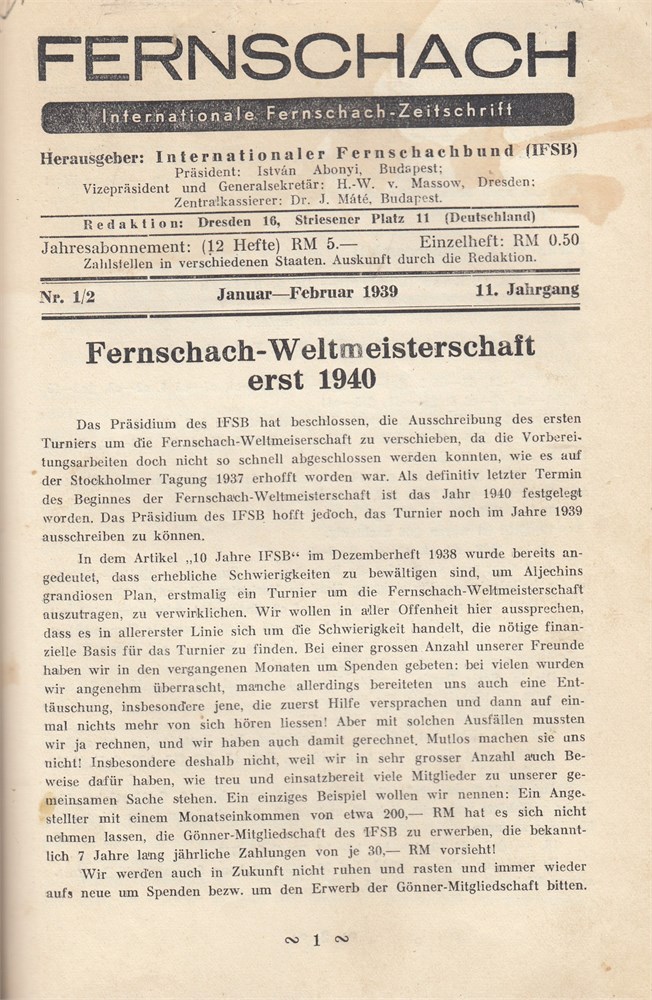 FERNSCHACH
Internationale Fernschach-Zeitschrift
Herausgeber: Internationaler Fernschachbund (IFSB)
Präsident: István Abonyi, Budapest;
Vizepräsident und Generalsekretär: H.-W. v. Massow, Dresden;
Zentralkassierer: Dr. J. Máté, Budapest.
Redaktion: Dresden 16, Striesener Platz 11 (Deutschland)
Jahresabonnement: (12 Hefte) RM 5.— Einzelheft: RM 0.50
Zahlstellen in verschiedenen Staaten. Auskunft durch die Redaktion.
Nr. 1/2 Januar—Februar 1939 11. Jahrgang
Fernschach-Weltmeisterschaft
erst 1940
Das Präsidium des IFSB hat beschlossen, die Ausschreibung des ersten
Turniers um die Fernschach-Weltmeiserschaft zu verschieben, da die Vorberei-
tungsarbeiten doch nicht so schnell abgeschlossen werden konnten, wie es auf
der Stockholmer Tagung 1937 erhofft worden war. Als definitiv letzter Termin
des Beginnes der Fernschach-Weltmeisterschaft ist das Jahr 1940 festgelegt
worden. Das Präsidium des IFSB hofft jedoch, das Turnier noch im Jahre 1939
ausschreiben zu können.
In dem Artikel „10 Jahre IFSB“ im Dezemberheft 1938 wurde bereits an-
gedeutet, dass erhebliche Schwierigkeiten zu bewältigen sind, um Aljechins
grandiosen Plan, erstmalig ein Turnier um die Fernschach-Weltmeisterschaft
auszutragen, zu verwirklichen. Wir wollen in aller Offenheit hier aussprechen,
dass es in allererster Linie sich um die Schwierigkeit handelt, die nötige finan-
zielle Basis für das Turnier zu finden. Bei einer grossen Anzahl unserer Freunde
haben wir in den vergangenen Monaten um Spenden gebeten: bei vielen wurden
wir angenehm überrascht, manche allerdings bereiteten uns auch eine Ent-
täuschung, insbesondere jene, die zuerst Hilfe versprachen und dann auf ein-
mal nichts mehr von sich hören liessen! Aber mit solchen Ausfällen mussten
wir ja rechnen, und wir haben auch damit gerechnet. Mutlos machen sie uns
nicht! Insbesondere deshalb nicht, weil wir in sehr grosser Anzahl auch Be-
weise dafür haben, wie treu und einsatzbereit viele Mitglieder zu unserer ge-
meinsamen Sache stehen. Ein einziges Beispiel wollen wir nennen: Ein Ange-
stellter mit einem Monatseinkommen von etwa 200,— RM hat es sich nicht
nehmen lassen, die Gönner-Mitgliedschaft des IFSB zu erwerben, die bekannt-
lich 7 Jahre lang jährliche Zahlungen von je 30,— RM vorsieht!
Wir werden auch in Zukunft nicht ruhen und rasten und immer wieder
aufs neue um Spenden bezw. um den Erwerb der Gönner-Mitgliedschaft bitten.
~ 1 ~